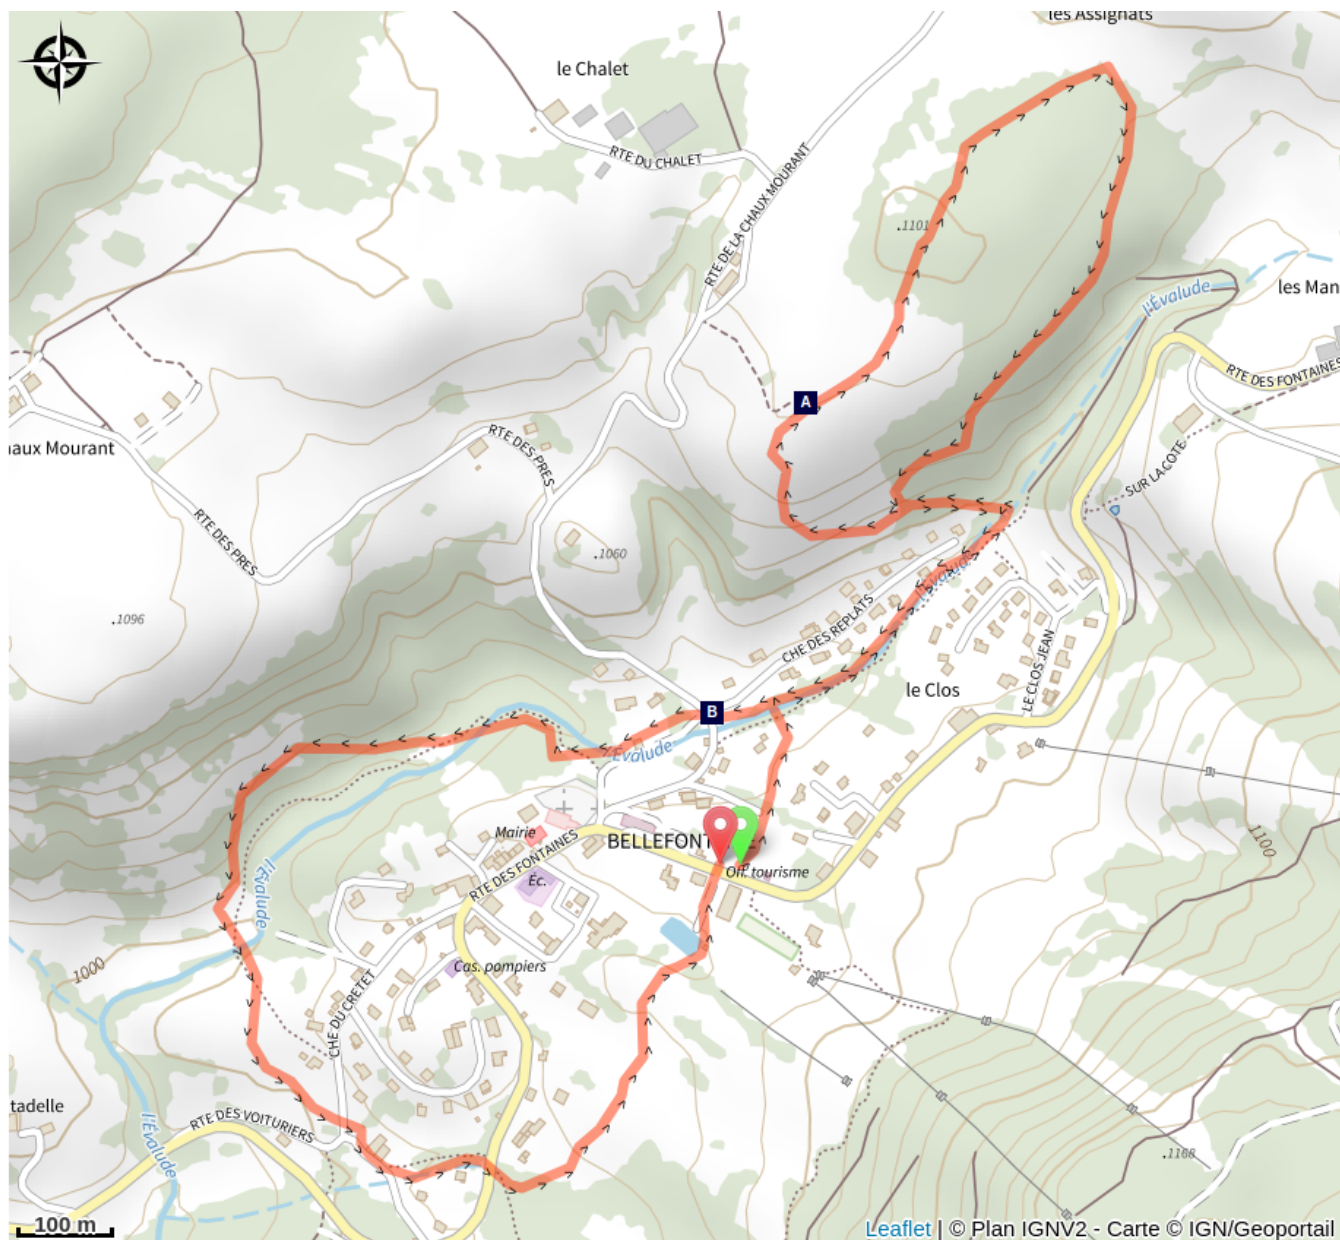 les Assignats
le Chalet
RTE DU CHALET
RTE DE LA CHAUX MOURANT
.1101
l'Évalude
les Man
RTE DES FONTAINES
A
haux Mourant
RTE DES PRES
SUR LA COTE
RTE DES PRES
.1060
l'Évalude
.1096
CHE DES REPLATS
LE CLOS JEAN
le Clos
B
l'Évalude
Mairie
BELLEFONT
E
1100
RTE DES FONTAINES
Off. tourisme
Éc.
l'Évalude
Cas. pompiers
1000
CHE DU CRETET
tadelle
RTE DES VOITURIERS
l'Évalude
.1168
100 m
Leaflet | © Plan IGNV2 - Carte © IGN/Geoportail